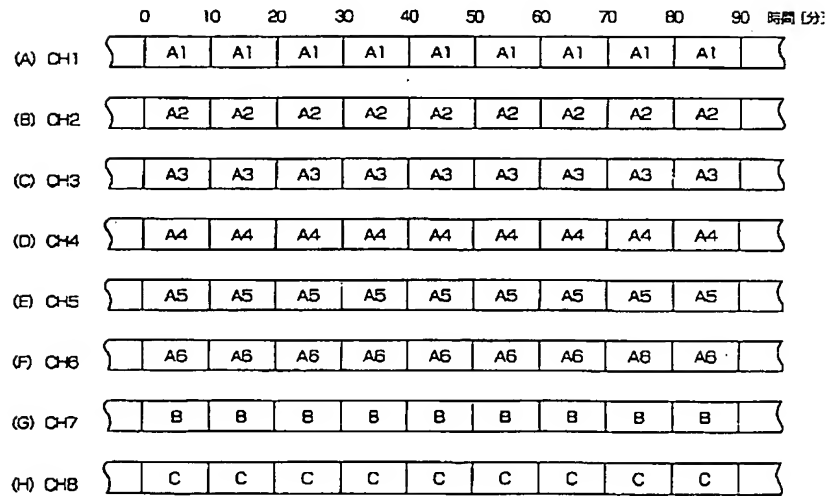 0 10 20 30 40 50 60 70 80 90 時間 [分]
(A) CH1 A1 A1 A1 A1 A1 A1 A1 A1 A1
(B) CH2 A2 A2 A2 A2 A2 A2 A2 A2 A2
(C) CH3 A3 A3 A3 A3 A3 A3 A3 A3 A3
(D) CH4 A4 A4 A4 A4 A4 A4 A4 A4 A4
(E) CH5 A5 A5 A5 A5 A5 A5 A5 A5 A5
(F) CH6 A6 A6 A6 A6 A6 A6 A6 A6 A6
(G) CH7 B B B B B B B B B
(H) CH8 C C C C C C C C C